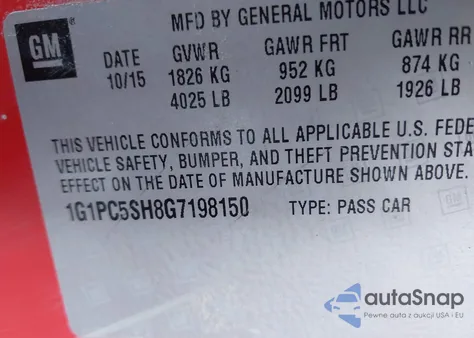 MFD BY GENERAL MOTORS LLC
GM
DATE GVWR GAWR FRT GAWR RR
10/15 1826 KG 952 KG 874 KG
4025 LB 2099 LB 1926 LB
THIS VEHICLE CONFORMS TO ALL APPLICABLE U.S. FEDE
VEHICLE SAFETY, BUMPER, AND THEFT PREVENTION STA
EFFECT ON THE DATE OF MANUFACTURE SHOWN ABOVE.
1G1PC5SH8G7198150 TYPE: PASS CAR
autoSnap
Pewne auta z aukcji USA i EU